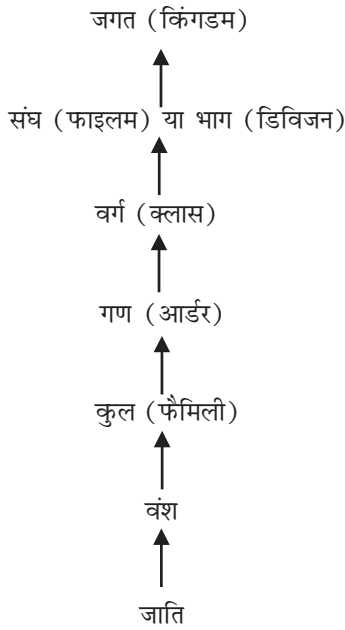 जगत (किंगडम)
संघ (फाइलम) या भाग (डिविजन)
वर्ग (क्लास)
गण (आर्डर)
कुल (फैमिली)
वंश
जाति